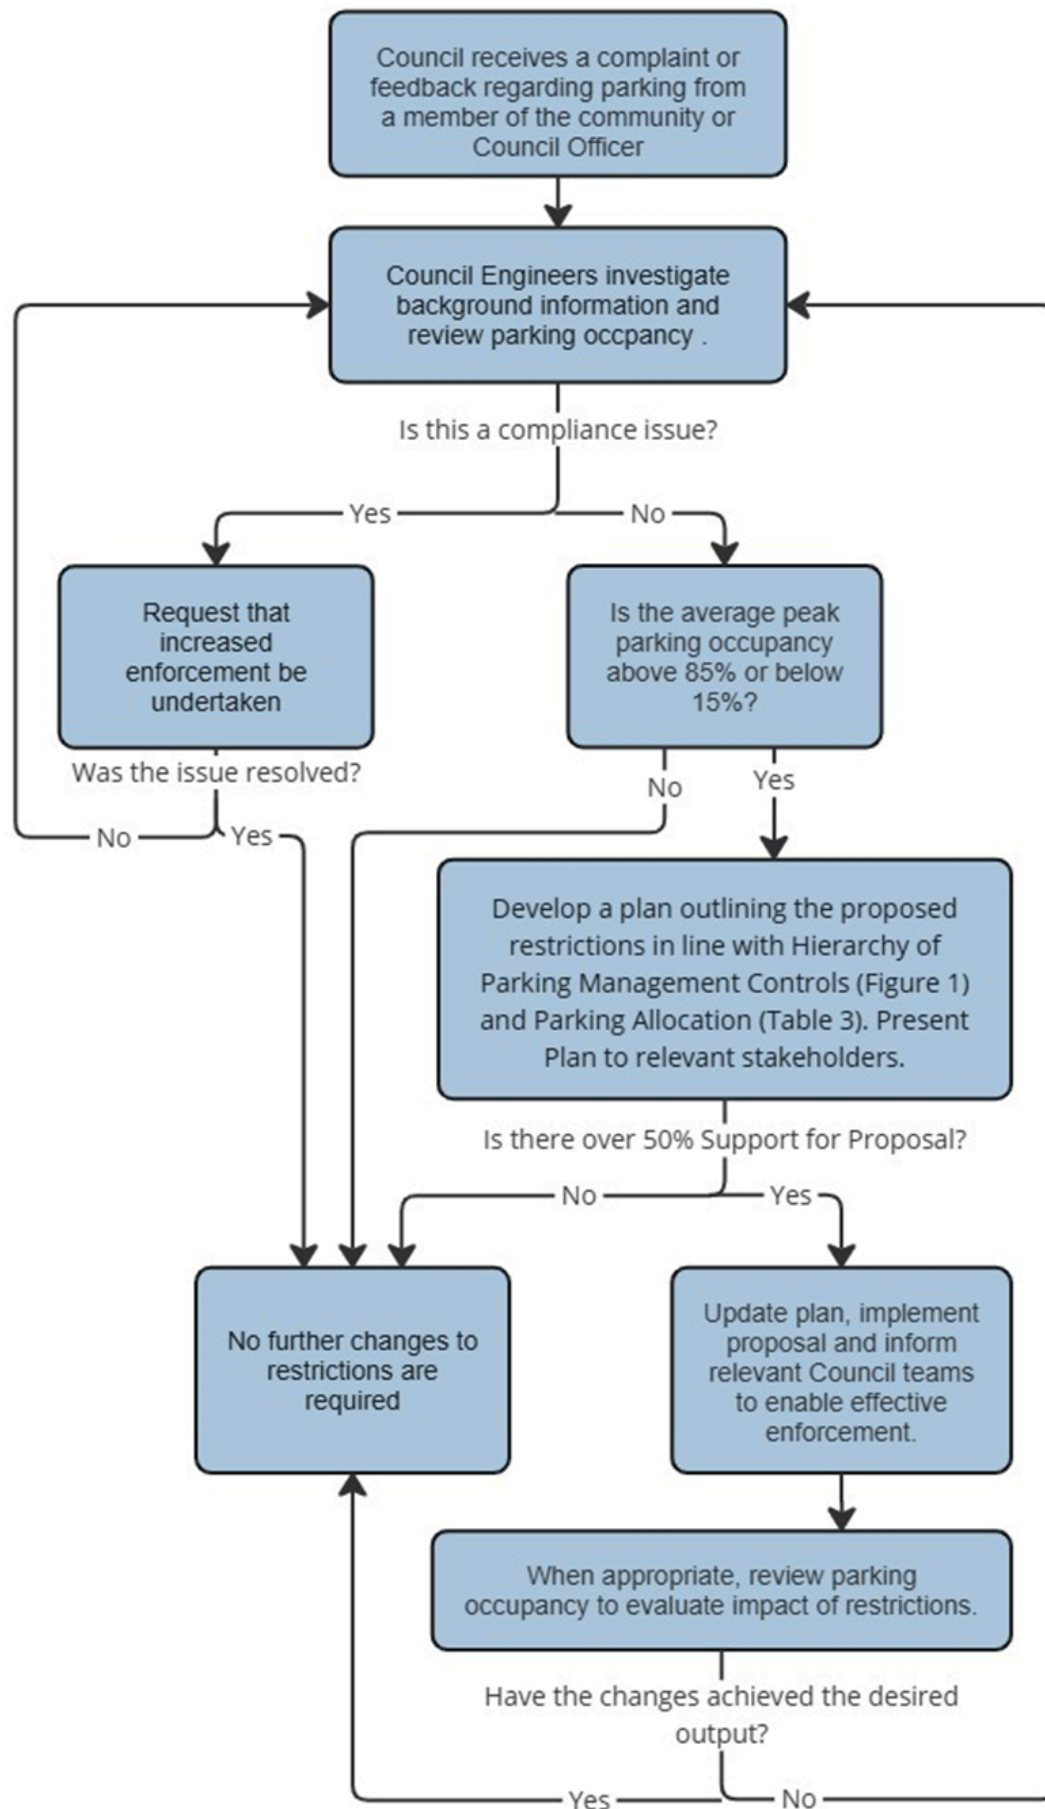 Council receives a complaint or
feedback regarding parking from
a member of the community or
Council Officer
Council Engineers investigate
background information and
review parking occpancy .
Is this a compliance issue?
Yes
No
Request that
increased
enforcement be
undertaken
Is the average peak
parking occupancy
above 85% or below
15%?
Was the issue resolved?
No
Yes
No
Yes
Develop a plan outlining the proposed
restrictions in line with Hierarchy of
Parking Management Controls (Figure 1)
and Parking Allocation (Table 3). Present
Plan to relevant stakeholders.
Is there over 50% Support for Proposal?
No
Yes
No further changes to
restrictions are
required
Update plan, implement
proposal and inform
relevant Council teams
to enable effective
enforcement.
When appropriate, review parking
occupancy to evaluate impact of restrictions.
Have the changes achieved the desired
output?
Yes
No